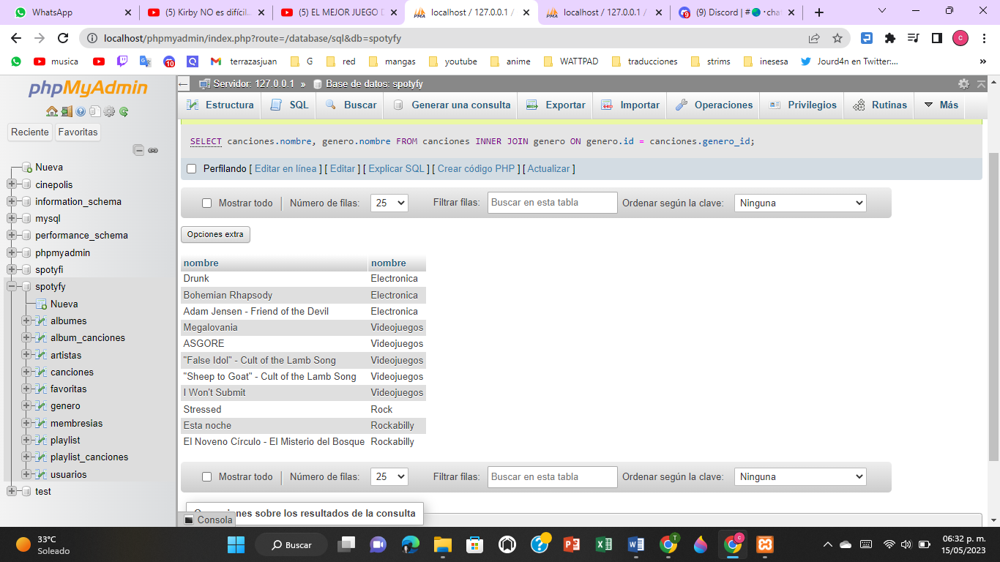 WhatsApp
(5) Kirby NO es difícil
(5) EL MEJOR JUEGO
localhost / 127.0.0.1 /
localhost / 127.0.0.1 /
(9) Discord | # chat
localhost/phpmyadmin/index.php?route=/database/sql&db=spotyfy
c
musica
10
terrazasjuan
G
red
mangas
youtube
anime
WATTPAD
traducciones
strims
inesesa
Jourd4n en Twitter:...
»
phpMyAdmin
Reciente
Favoritas
Nueva
cinepolis
information_schema
mysql
performance_schema
phpmyadmin
spotyfi
spotyfy
Nueva
albumes
album_canciones
artistas
canciones
favoritas
genero
membresias
playlist
playlist_canciones
usuarios
test
Servidor: 127.0.0.1 » Base de datos: spotyfy
Estructura
SQL
Buscar
Generar una consulta
Exportar
Importar
Operaciones
Privilegios
Rutinas
Más
SELECT canciones.nombre, genero.nombre FROM canciones INNER JOIN genero ON genero.id = canciones.genero_id;
Perfilando [ Editar en línea ] [ Editar ] [ Explicar SQL ] [ Crear código PHP ] [ Actualizar ]
Mostrar todo | Número de filas: 25 Filtrar filas: Buscar en esta tabla Ordenar según la clave: Ninguna
Opciones extra
nombre nombre
Drunk Electronica
Bohemian Rhapsody Electronica
Adam Jensen - Friend of the Devil Electronica
Megalovania Videojuegos
ASGORE Videojuegos
"False Idol" - Cult of the Lamb Song Videojuegos
"Sheep to Goat" - Cult of the Lamb Song Videojuegos
I Won't Submit Videojuegos
Stressed Rock
Esta noche Rockabilly
El Noveno Círculo - El Misterio del Bosque Rockabilly
Mostrar todo | Número de filas: 25 Filtrar filas: Buscar en esta tabla Ordenar según la clave: Ninguna
sobre los resultados de la consulta
Consola
33°C
Soleado
Buscar
06:32 p. m.
15/05/2023